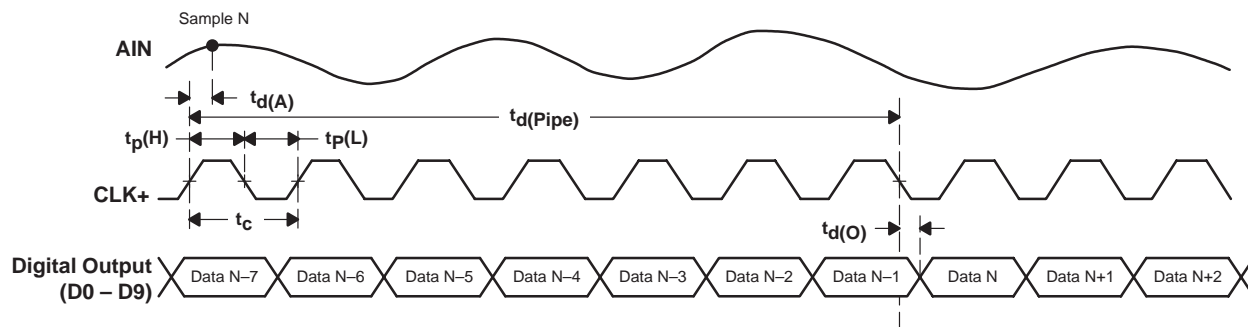 Sample N
AIN
td(A)
td(Pipe)
tp(H)
tP(L)
CLK+
tc
td(O)
Digital Output
(D0 – D9)
Data N–7
Data N–6
Data N–5
Data N–4
Data N–3
Data N–2
Data N–1
Data N
Data N+1
Data N+2